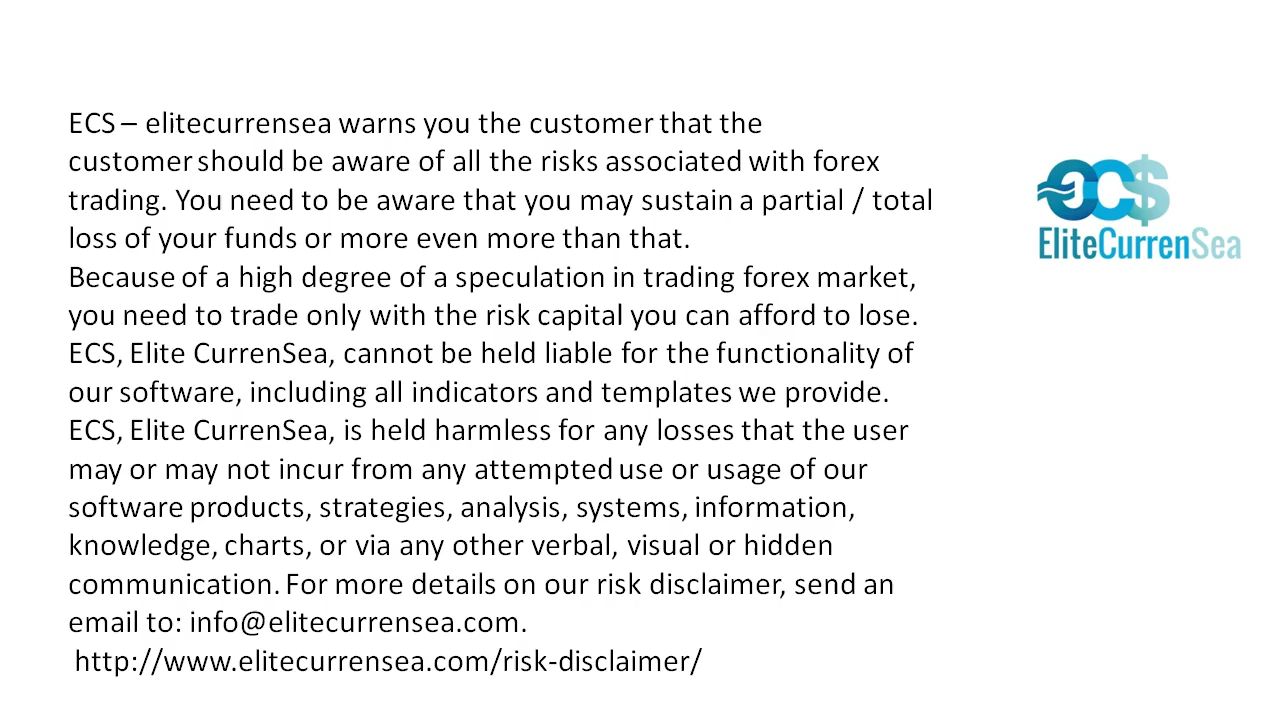 ECS – elitecurrensea warns you the customer that the
customer should be aware of all the risks associated with forex
trading. You need to be aware that you may sustain a partial / total
loss of your funds or more even more than that.
Because of a high degree of a speculation in trading forex market,
you need to trade only with the risk capital you can afford to lose.
ECS, Elite CurrenSea, cannot be held liable for the functionality of
our software, including all indicators and templates we provide.
ECS, Elite CurrenSea, is held harmless for any losses that the user
may or may not incur from any attempted use or usage of our
software products, strategies, analysis, systems, information,
knowledge, charts, or via any other verbal, visual or hidden
communication. For more details on our risk disclaimer, send an
email to: info@elitecurrensea.com.
http://www.elitecurrensea.com/risk-disclaimer/
eCS
EliteCurrenSea